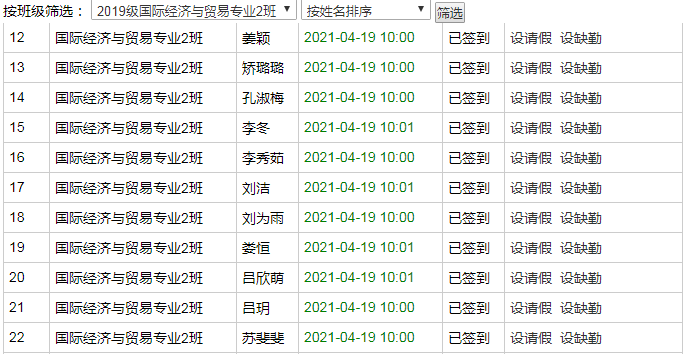 按班级筛选： 2019级国际经济与贸易专业2班 按姓名排序 筛选
12 国际经济与贸易专业2班 姜颖 2021-04-19 10:00 已签到 设请假 设缺勤
13 国际经济与贸易专业2班 矫璐璐 2021-04-19 10:00 已签到 设请假 设缺勤
14 国际经济与贸易专业2班 孔淑梅 2021-04-19 10:00 已签到 设请假 设缺勤
15 国际经济与贸易专业2班 李冬 2021-04-19 10:01 已签到 设请假 设缺勤
16 国际经济与贸易专业2班 李秀茹 2021-04-19 10:00 已签到 设请假 设缺勤
17 国际经济与贸易专业2班 刘洁 2021-04-19 10:01 已签到 设请假 设缺勤
18 国际经济与贸易专业2班 刘为雨 2021-04-19 10:00 已签到 设请假 设缺勤
19 国际经济与贸易专业2班 娄恒 2021-04-19 10:01 已签到 设请假 设缺勤
20 国际经济与贸易专业2班 吕欣萌 2021-04-19 10:01 已签到 设请假 设缺勤
21 国际经济与贸易专业2班 吕玥 2021-04-19 10:00 已签到 设请假 设缺勤
22 国际经济与贸易专业2班 苏斐斐 2021-04-19 10:00 已签到 设请假 设缺勤